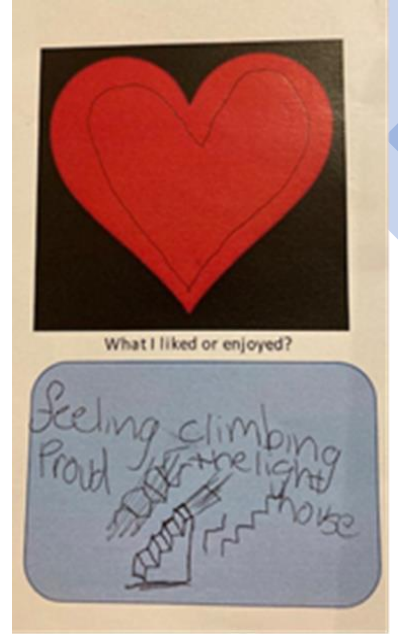 What I liked or enjoyed?
feeling climbing
Proud the light
house